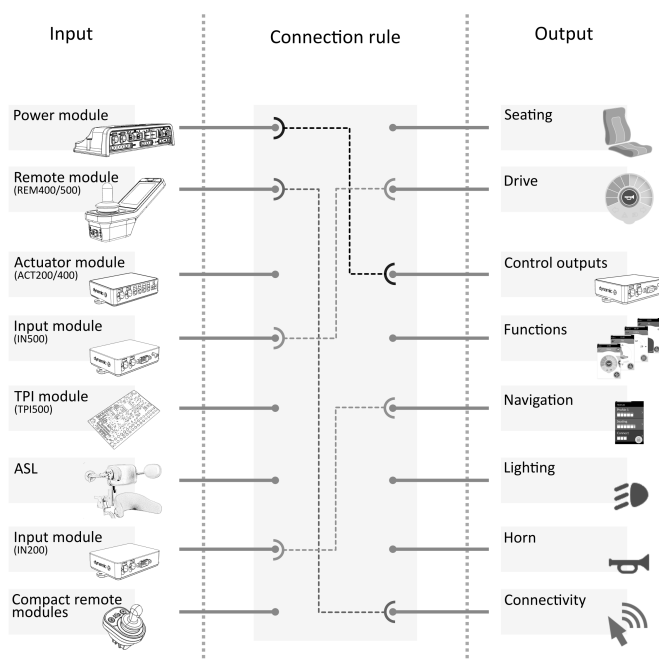 Input
Connection rule
Output
Power module
Seating
Remote module
(REM400/500)
Drive
Actuator module
(ACT200/400)
Control outputs
Input module
(IN500)
Functions
TPI module
(TPI500)
Navigation
ASL
Lighting
Input module
(IN200)
Horn
Compact remote
modules
Connectivity